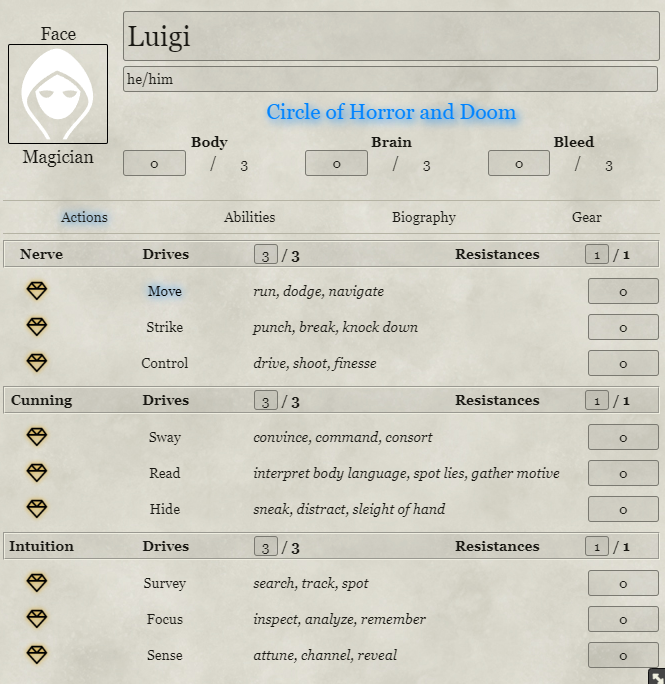 Face
Magician
Luigi
he/him
Circle of Horror and Doom
Body Brain Bleed
0 / 3 0 / 3 0 / 3
Actions Abilities Biography Gear
Nerve Drives 3 / 3 Resistances 1 / 1
Move run, dodge, navigate 0
Strike punch, break, knock down 0
Control drive, shoot, finesse 0
Cunning Drives 3 / 3 Resistances 1 / 1
Sway convince, command, consort 0
Read interpret body language, spot lies, gather motive 0
Hide sneak, distract, sleight of hand 0
Intuition Drives 3 / 3 Resistances 1 / 1
Survey search, track, spot 0
Focus inspect, analyze, remember 0
Sense attune, channel, reveal 0